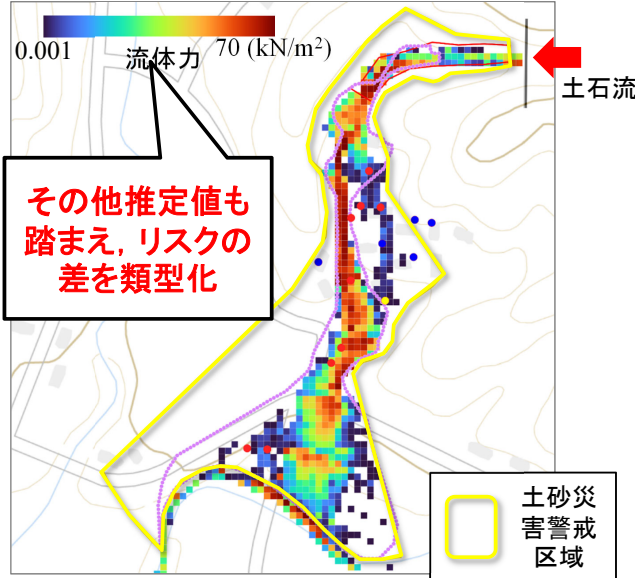 0.001 流体力 70 (kN/m²)
土石流
その他推定値も
踏まえ，リスクの
差を類型化
土砂災
害警戒
区域